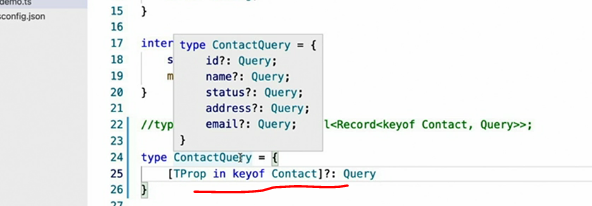 demo.ts
sconfig.json
15 }
16
17 inter
18 s
19 m
20 }
21
type ContactQuery = {
id?: Query;
name?: Query;
status?: Query;
address?: Query;
email?: Query;
}
22 //typ l<Record<keyof Contact, Query>>;
23
24 type ContactQuery = {
25 [TProp in keyof Contact]?: Query
26 }